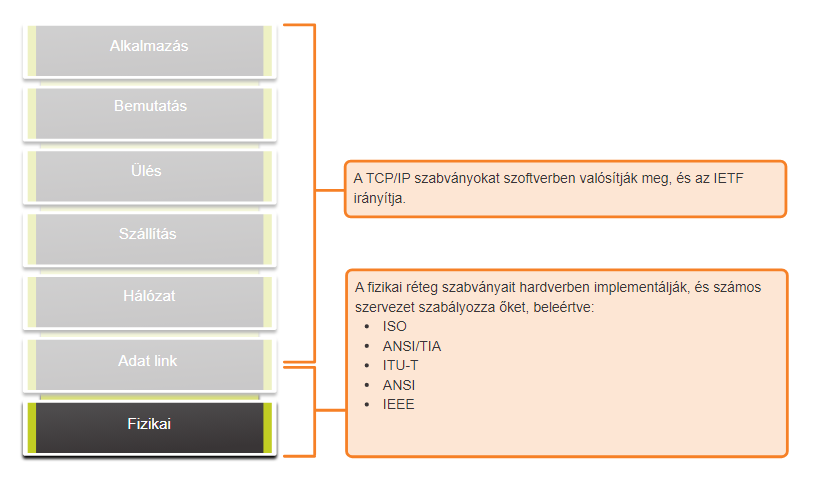 Alkalmazás
Bemutatás
Ülés
Szállítás
Hálózat
Adat link
Fizikai
A TCP/IP szabványokat szoftverben valósítják meg, és az IETF
irányítja.
A fizikai réteg szabványait hardverben implementálják, és számos
szervezet szabályozza őket, beleértve:
• ISO
• ANSI/TIA
• ITU-T
• ANSI
• IEEE